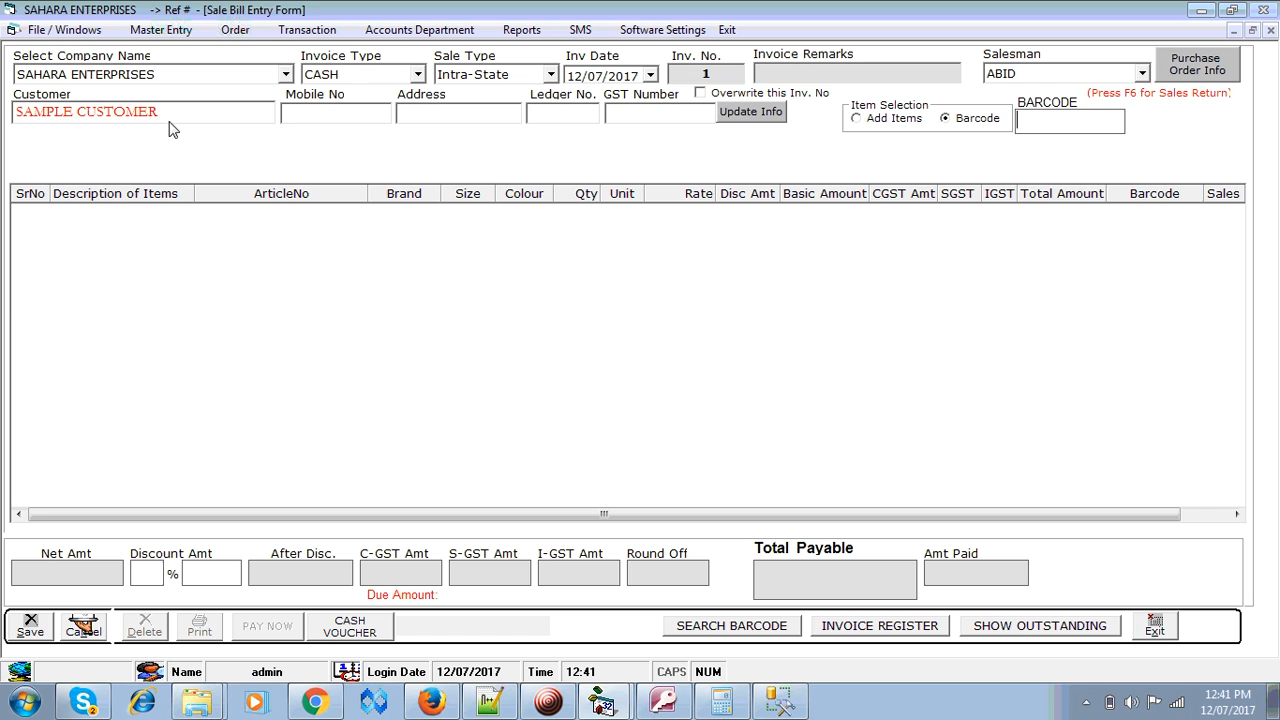 SAHARA ENTERPRISES -> Ref # - [Sale Bill Entry Form]
File / Windows Master Entry Order Transaction Accounts Department Reports SMS Software Settings Exit
Select Company Name Invoice Type Sale Type Inv Date Inv. No. Invoice Remarks Salesman
SAHARA ENTERPRISES CASH Intra-State 12/07/2017 1 ABID Purchase Order Info
Customer Mobile No Address Ledger No. GST Number Overwrite this Inv. No (Press F6 for Sales Return)
SAMPLE CUSTOMER Update Info Item Selection BARCODE
Add Items Barcode
SrNo Description of Items ArticleNo Brand Size Colour Qty Unit Rate Disc Amt Basic Amount CGST Amt SGST IGST Total Amount Barcode Sales
Net Amt Discount Amt After Disc. C-GST Amt S-GST Amt I-GST Amt Round Off Total Payable Amt Paid
%
Due Amount:
Save Cancel Delete Print PAY NOW CASH VOUCHER SEARCH BARCODE INVOICE REGISTER SHOW OUTSTANDING Exit
Name admin Login Date 12/07/2017 Time 12:41 CAPS NUM
12:41 PM
12/07/2017